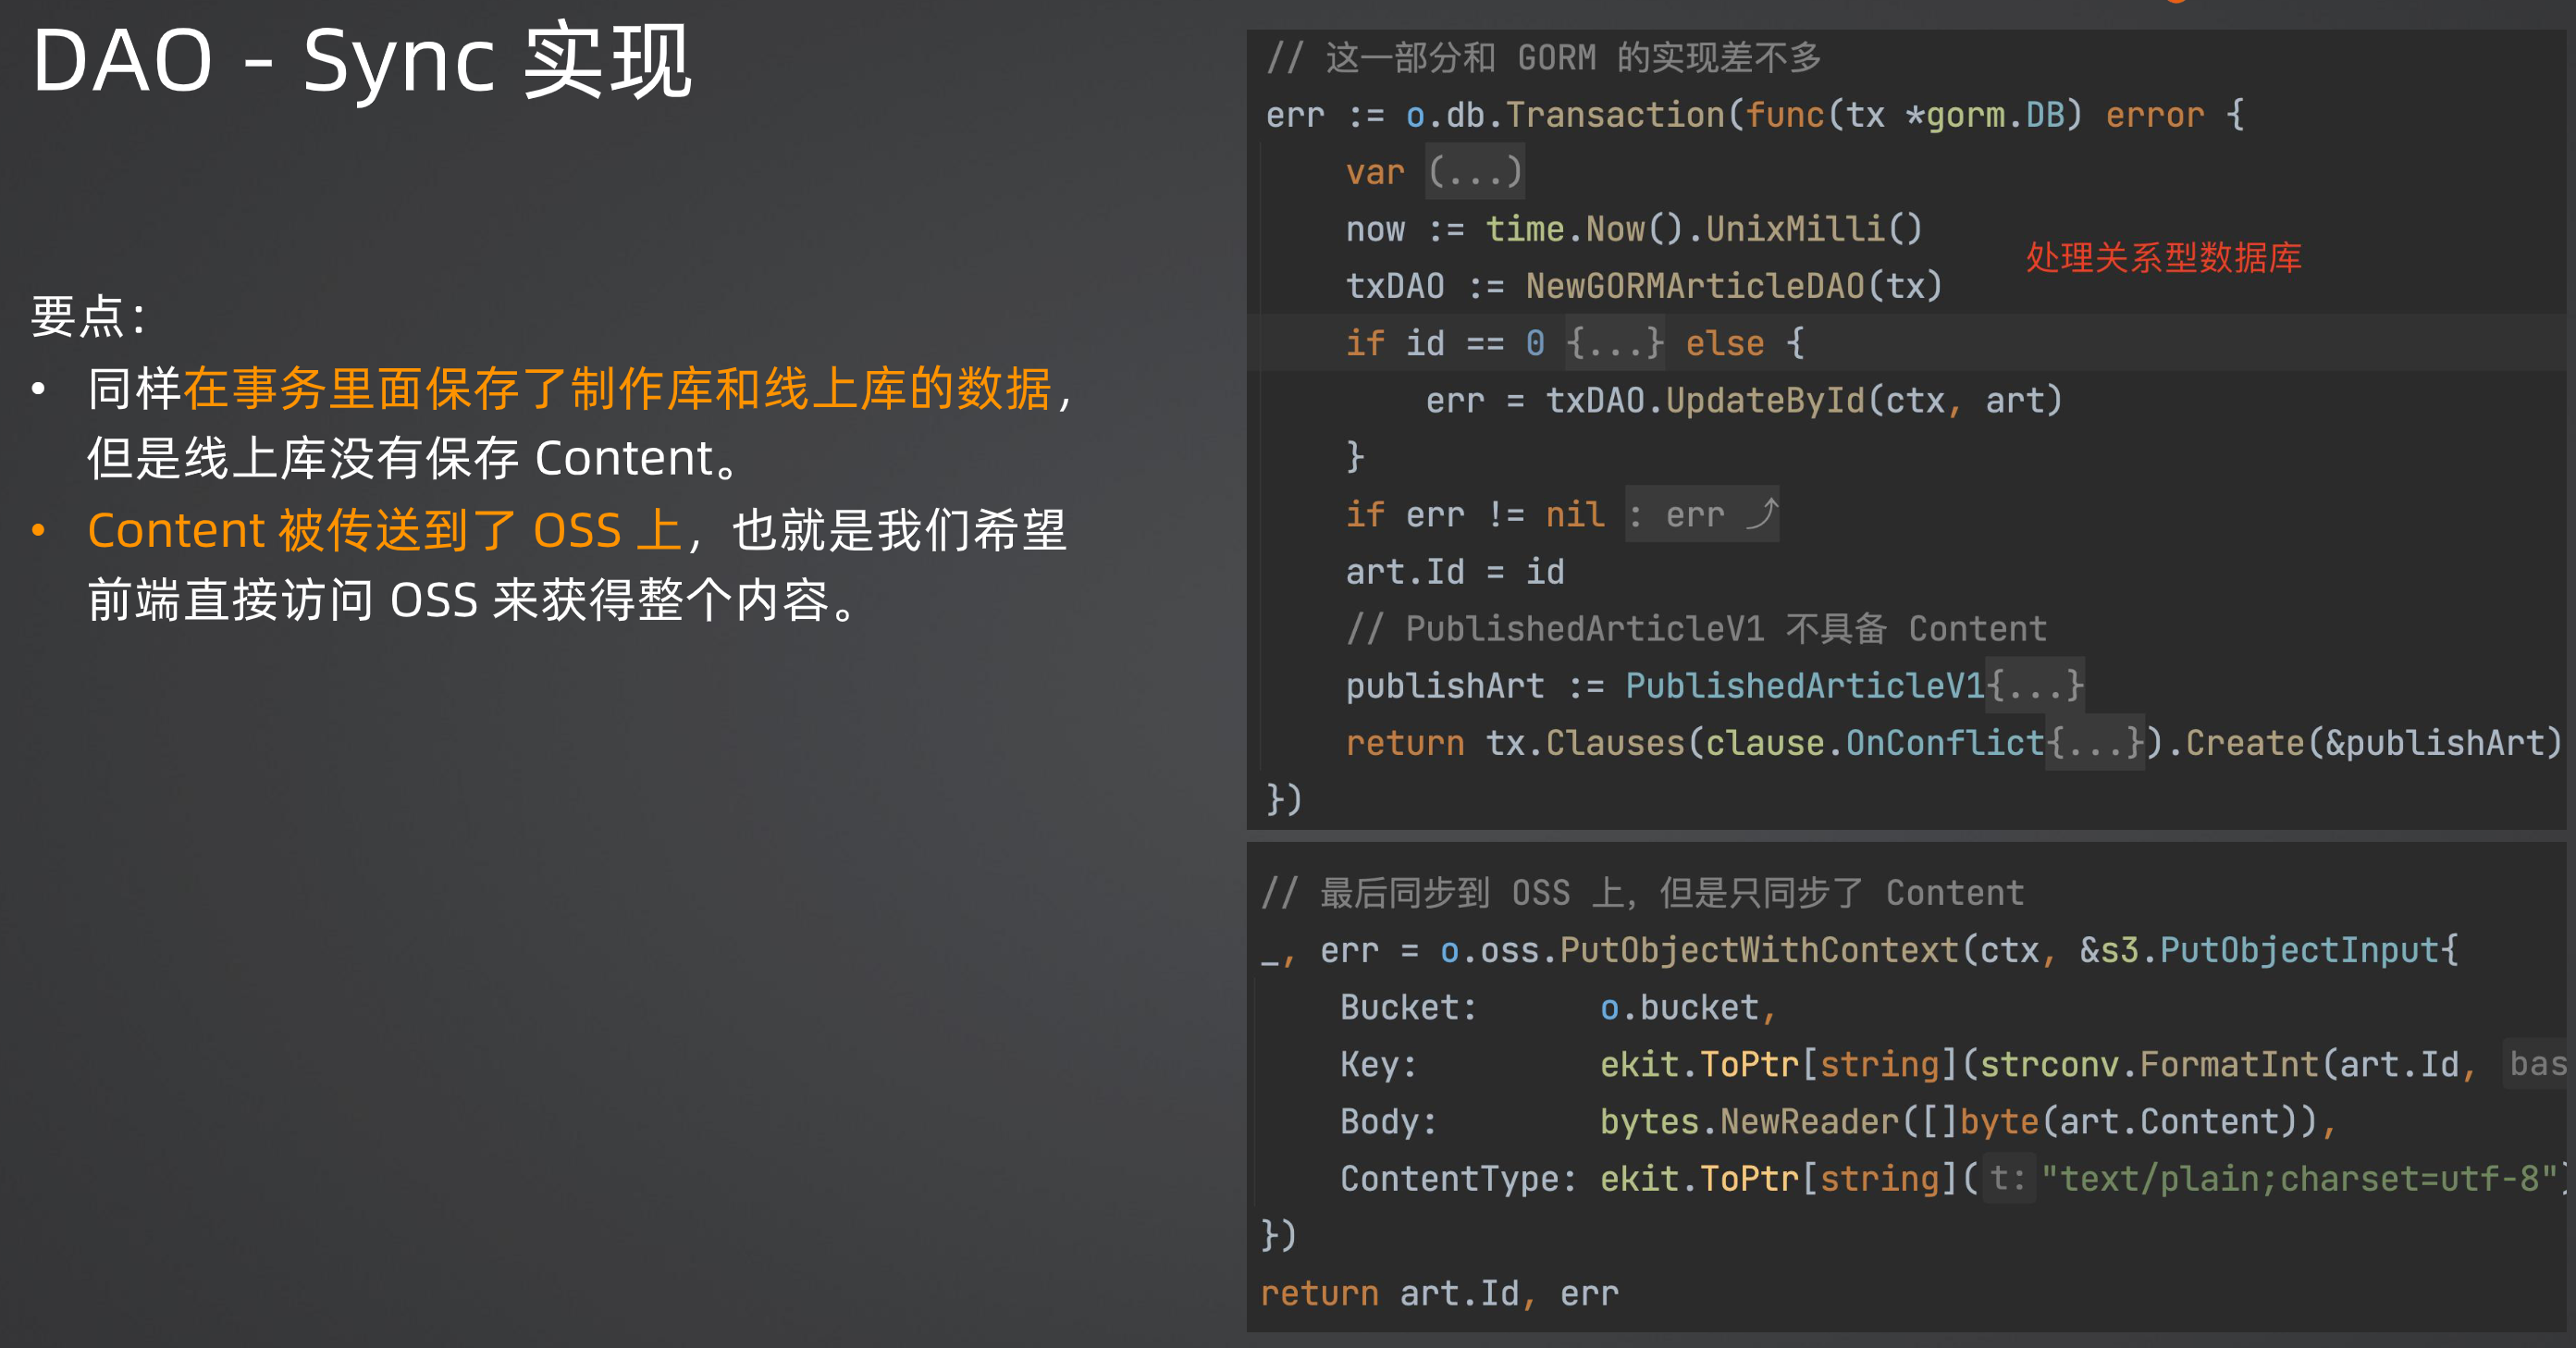 DAO - Sync 实现
要点：
• 同样在事务里面保存了制作库和线上库的数据，
但是线上库没有保存 Content。
• Content 被传送到了 OSS 上，也就是我们希望
前端直接访问 OSS 来获得整个内容。
// 这一部分和 GORM 的实现差不多
err := o.db.Transaction(func(tx *gorm.DB) error {
var (...)
now := time.Now().UnixMilli()
处理关系型数据库
txDAO := NewGORMArticleDAO(tx)
if id == 0 {...} else {
err = txDAO.UpdateById(ctx, art)
}
if err != nil : err ⤴
art.Id = id
// PublishedArticleV1 不具备 Content
publishArt := PublishedArticleV1{...}
return tx.Clauses(clause.OnConflict{...}).Create(&publishArt)
})
// 最后同步到 OSS 上，但是只同步了 Content
_, err = o.oss.PutObjectWithContext(ctx, &s3.PutObjectInput{
Bucket: o.bucket,
Key: ekit.ToPtr[string](strconv.FormatInt(art.Id, bas
Body: bytes.NewReader([]byte(art.Content)),
ContentType: ekit.ToPtr[string]( t: "text/plain;charset=utf-8")
})
return art.Id, err